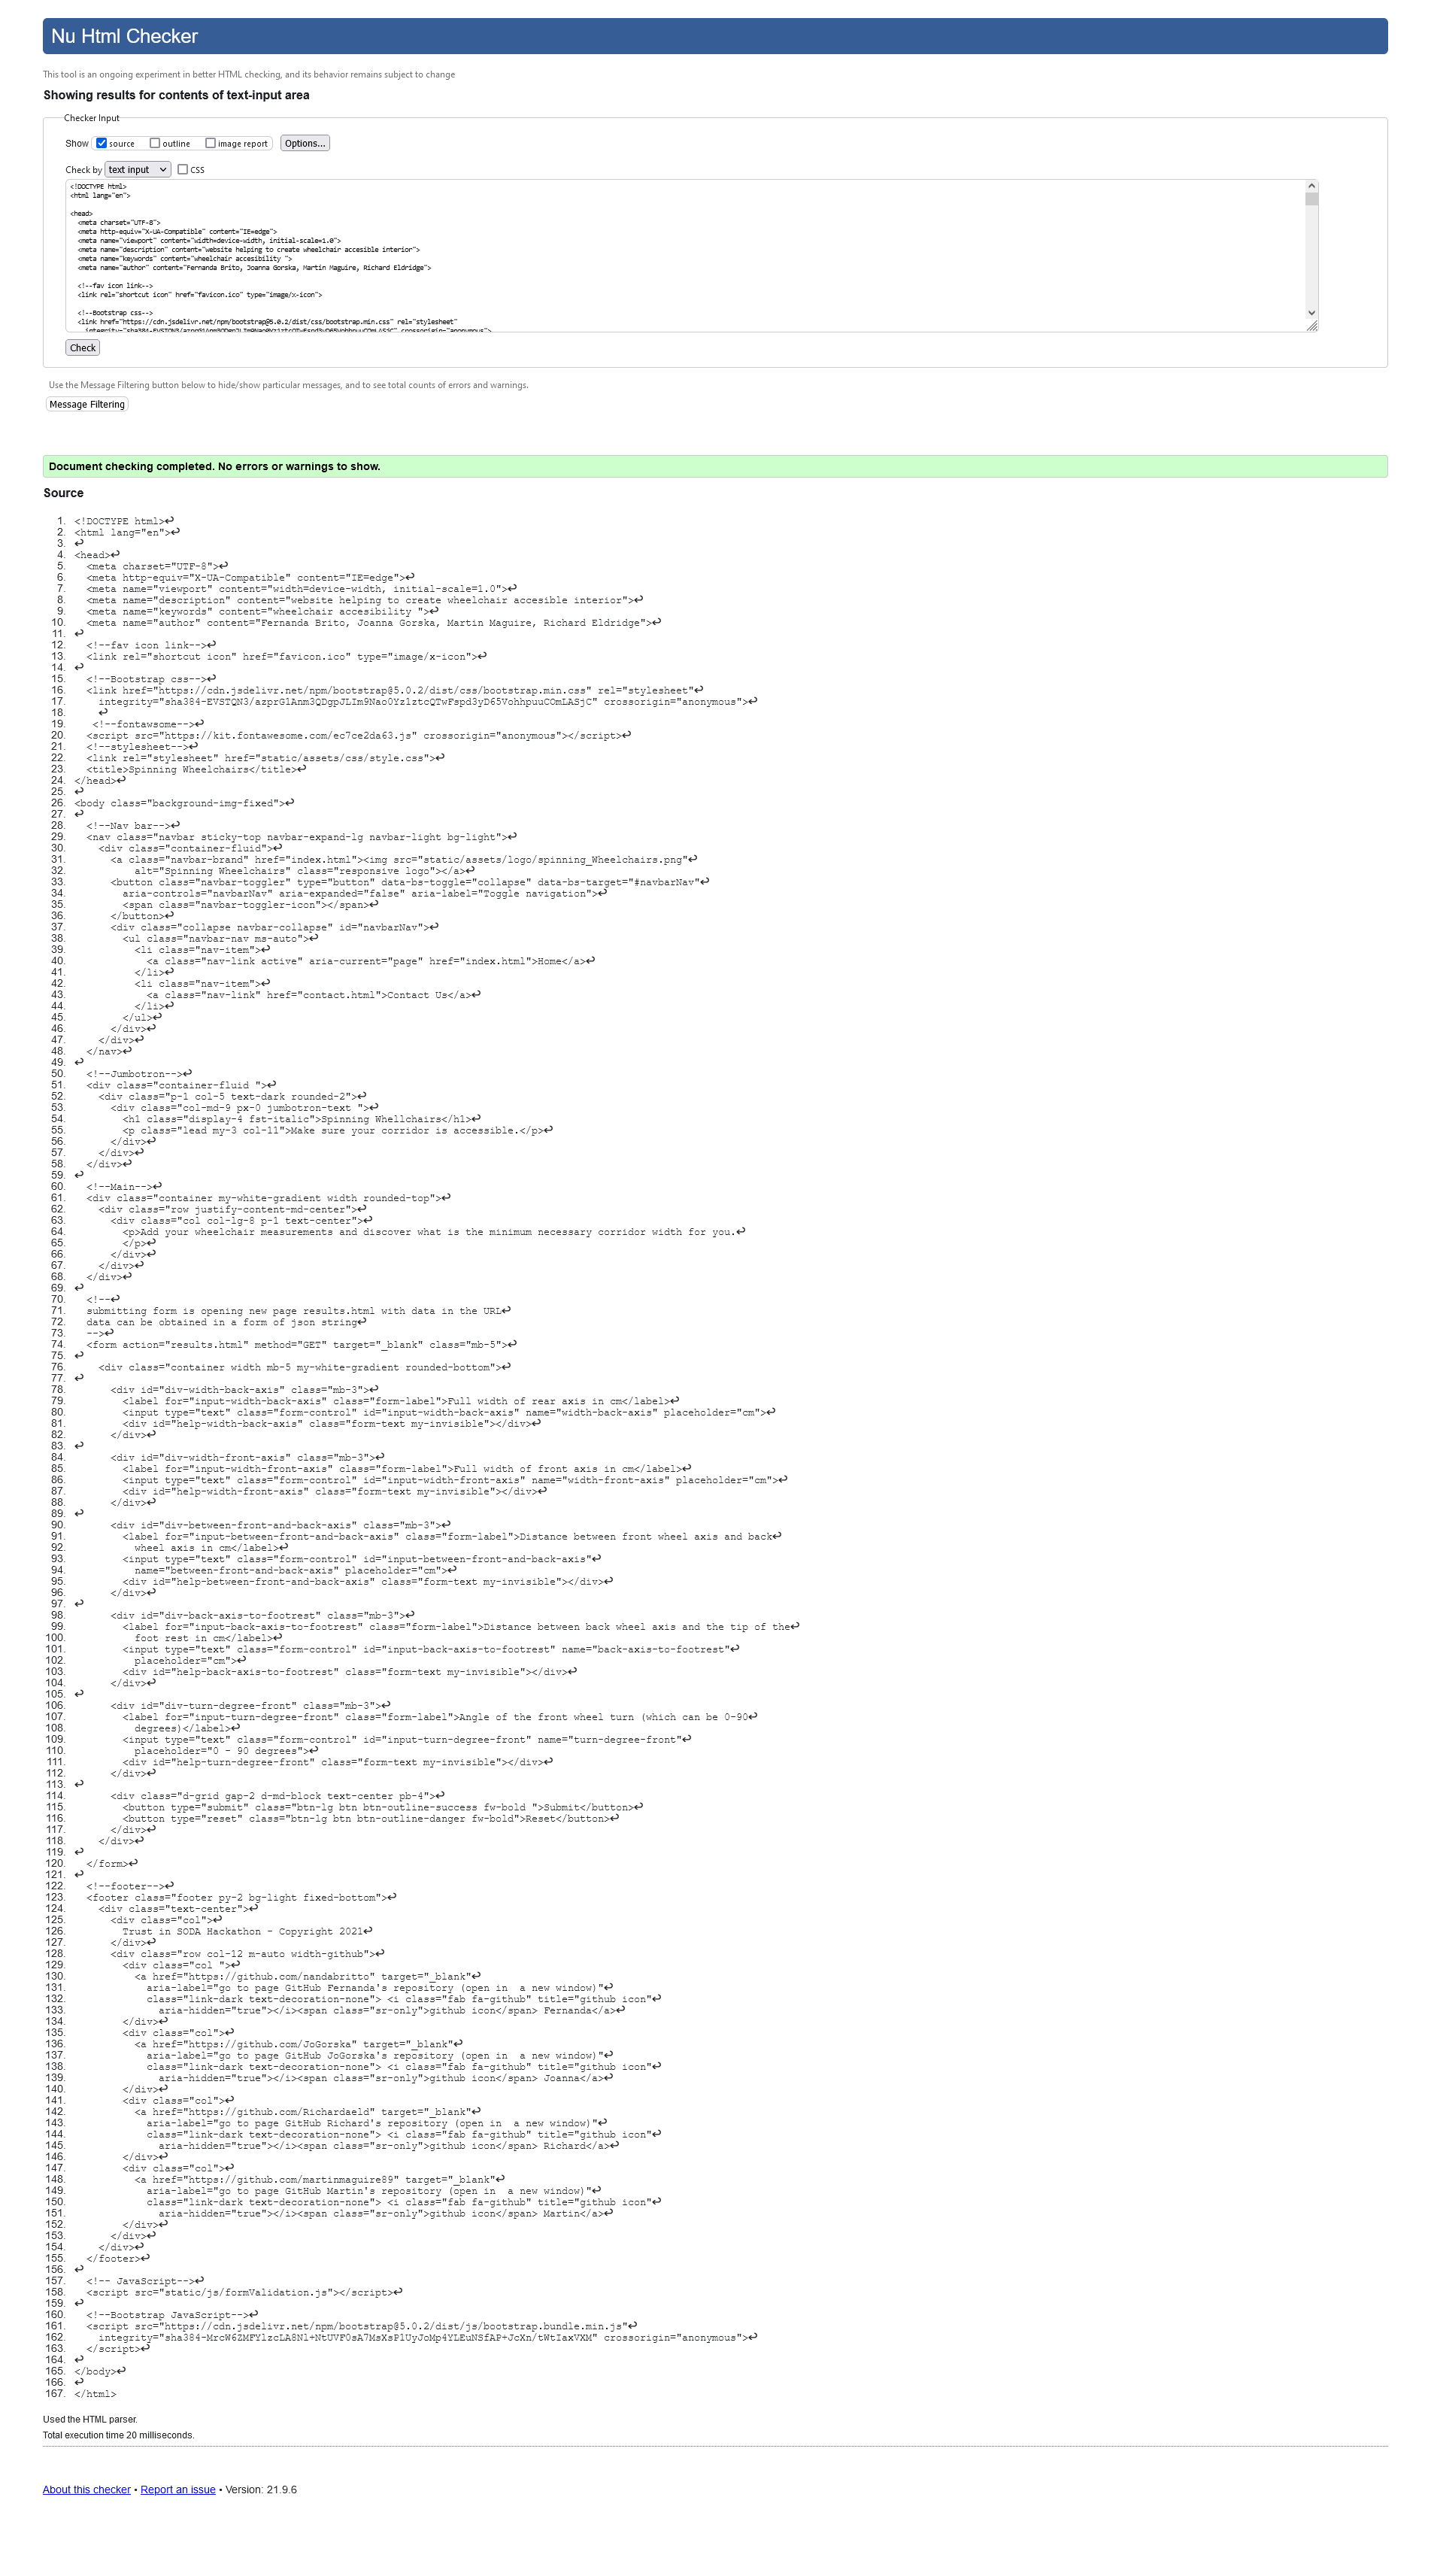 Nu Html Checker
This tool is an ongoing experiment in better HTML checking, and its behavior remains subject to change
Showing results for contents of text-input area
Checker Input
Show source outline image report Options...
Check by text input CSS
<!DOCTYPE html>
<html lang="en">
<head>
<meta charset="UTF-8">
<meta http-equiv="X-UA-Compatible" content="IE=edge">
<meta name="viewport" content="width=device-width, initial-scale=1.0">
<meta name="description" content="website helping to create wheelchair accesible interior">
<meta name="keywords" content="wheelchair accesibility ">
<meta name="author" content="Fernanda Brito, Joanna Gorska, Martin Maguire, Richard Eldridge">
<!--fav icon link-->
<link rel="shortcut icon" href="favicon.ico" type="image/x-icon">
<!--Bootstrap css-->
<link href="https://cdn.jsdelivr.net/npm/bootstrap@5.0.2/dist/css/bootstrap.min.css" rel="stylesheet"
integrity="sha384-EVSTQN3/azprG1Anm3QDgpJLIm9Nao0Yz1ztcQTwFspd3yD65VohhpuuCOmLASjC" crossorigin="anonymous">
Check
Use the Message Filtering button below to hide/show particular messages, and to see total counts of errors and warnings.
Message Filtering
Document checking completed. No errors or warnings to show.
Source
1. <!DOCTYPE html>↩
2. <html lang="en">↩
3. ↩
4. <head>↩
5. <meta charset="UTF-8">↩
6. <meta http-equiv="X-UA-Compatible" content="IE=edge">↩
7. <meta name="viewport" content="width=device-width, initial-scale=1.0">↩
8. <meta name="description" content="website helping to create wheelchair accesible interior">↩
9. <meta name="keywords" content="wheelchair accesibility ">↩
10. <meta name="author" content="Fernanda Brito, Joanna Gorska, Martin Maguire, Richard Eldridge">↩
11. ↩
12. <!--fav icon link-->↩
13. <link rel="shortcut icon" href="favicon.ico" type="image/x-icon">↩
14. ↩
15. <!--Bootstrap css-->↩
16. <link href="https://cdn.jsdelivr.net/npm/bootstrap@5.0.2/dist/css/bootstrap.min.css" rel="stylesheet"↩
17. integrity="sha384-EVSTQN3/azprG1Anm3QDgpJLIm9Nao0Yz1ztcQTwFspd3yD65VohhpuuCOmLASjC" crossorigin="anonymous">↩
18. ↩
19. <!--fontawsome-->↩
20. <script src="https://kit.fontawesome.com/ec7ce2da63.js" crossorigin="anonymous"></script>↩
21. <!--stylesheet-->↩
22. <link rel="stylesheet" href="static/assets/css/style.css">↩
23. <title>Spinning Wheelchairs</title>↩
24. </head>↩
25. ↩
26. <body class="background-img-fixed">↩
27. ↩
28. <!--Nav bar-->↩
29. <nav class="navbar sticky-top navbar-expand-lg navbar-light bg-light">↩
30. <div class="container-fluid">↩
31. <a class="navbar-brand" href="index.html"><img src="static/assets/logo/spinning_Wheelchairs.png"↩
32. alt="Spinning Wheelchairs" class="responsive logo"></a>↩
33. <button class="navbar-toggler" type="button" data-bs-toggle="collapse" data-bs-target="#navbarNav"↩
34. aria-controls="navbarNav" aria-expanded="false" aria-label="Toggle navigation">↩
35. <span class="navbar-toggler-icon"></span>↩
36. </button>↩
37. <div class="collapse navbar-collapse" id="navbarNav">↩
38. <ul class="navbar-nav ms-auto">↩
39. <li class="nav-item">↩
40. <a class="nav-link active" aria-current="page" href="index.html">Home</a>↩
41. </li>↩
42. <li class="nav-item">↩
43. <a class="nav-link" href="contact.html">Contact Us</a>↩
44. </li>↩
45. </ul>↩
46. </div>↩
47. </div>↩
48. </nav>↩
49. ↩
50. <!--Jumbotron-->↩
51. <div class="container-fluid ">↩
52. <div class="p-1 col-5 text-dark rounded-2">↩
53. <div class="col-md-9 px-0 jumbotron-text ">↩
54. <h1 class="display-4 fst-italic">Spinning Whellchairs</h1>↩
55. <p class="lead my-3 col-11">Make sure your corridor is accessible.</p>↩
56. </div>↩
57. </div>↩
58. </div>↩
59. ↩
60. <!--Main-->↩
61. <div class="container my-white-gradient width rounded-top">↩
62. <div class="row justify-content-md-center">↩
63. <div class="col col-lg-8 p-1 text-center">↩
64. <p>Add your wheelchair measurements and discover what is the minimum necessary corridor width for you.↩
65. </p>↩
66. </div>↩
67. </div>↩
68. </div>↩
69. ↩
70. <!--↩
71. submitting form is opening new page results.html with data in the URL↩
72. data can be obtained in a form of json string↩
73. -->↩
74. <form action="results.html" method="GET" target="_blank" class="mb-5">↩
75. ↩
76. <div class="container width mb-5 my-white-gradient rounded-bottom">↩
77. ↩
78. <div id="div-width-back-axis" class="mb-3">↩
79. <label for="input-width-back-axis" class="form-label">Full width of rear axis in cm</label>↩
80. <input type="text" class="form-control" id="input-width-back-axis" name="width-back-axis" placeholder="cm">↩
81. <div id="help-width-back-axis" class="form-text my-invisible"></div>↩
82. </div>↩
83. ↩
84. <div id="div-width-front-axis" class="mb-3">↩
85. <label for="input-width-front-axis" class="form-label">Full width of front axis in cm</label>↩
86. <input type="text" class="form-control" id="input-width-front-axis" name="width-front-axis" placeholder="cm">↩
87. <div id="help-width-front-axis" class="form-text my-invisible"></div>↩
88. </div>↩
89. ↩
90. <div id="div-between-front-and-back-axis" class="mb-3">↩
91. <label for="input-between-front-and-back-axis" class="form-label">Distance between front wheel axis and back↩
92. wheel axis in cm</label>↩
93. <input type="text" class="form-control" id="input-between-front-and-back-axis"↩
94. name="between-front-and-back-axis" placeholder="cm">↩
95. <div id="help-between-front-and-back-axis" class="form-text my-invisible"></div>↩
96. </div>↩
97. ↩
98. <div id="div-back-axis-to-footrest" class="mb-3">↩
99. <label for="input-back-axis-to-footrest" class="form-label">Distance between back wheel axis and the tip of the↩
100. foot rest in cm</label>↩
101. <input type="text" class="form-control" id="input-back-axis-to-footrest" name="back-axis-to-footrest"↩
102. placeholder="cm">↩
103. <div id="help-back-axis-to-footrest" class="form-text my-invisible"></div>↩
104. </div>↩
105. ↩
106. <div id="div-turn-degree-front" class="mb-3">↩
107. <label for="input-turn-degree-front" class="form-label">Angle of the front wheel turn (which can be 0-90↩
108. degrees)</label>↩
109. <input type="text" class="form-control" id="input-turn-degree-front" name="turn-degree-front"↩
110. placeholder="0 - 90 degrees">↩
111. <div id="help-turn-degree-front" class="form-text my-invisible"></div>↩
112. </div>↩
113. ↩
114. <div class="d-grid gap-2 d-md-block text-center pb-4">↩
115. <button type="submit" class="btn-lg btn btn-outline-success fw-bold ">Submit</button>↩
116. <button type="reset" class="btn-lg btn btn-outline-danger fw-bold">Reset</button>↩
117. </div>↩
118. </div>↩
119. ↩
120. </form>↩
121. ↩
122. <!--footer-->↩
123. <footer class="footer py-2 bg-light fixed-bottom">↩
124. <div class="text-center">↩
125. <div class="col">↩
126. Trust in SODA Hackathon - Copyright 2021↩
127. </div>↩
128. <div class="row col-12 m-auto width-github">↩
129. <div class="col ">↩
130. <a href="https://github.com/nandabritto" target="_blank"↩
131. aria-label="go to page GitHub Fernanda's repository (open in  a new window)"↩
132. class="link-dark text-decoration-none"> <i class="fab fa-github" title="github icon"↩
133. aria-hidden="true"></i><span class="sr-only">github icon</span> Fernanda</a>↩
134. </div>↩
135. <div class="col">↩
136. <a href="https://github.com/JoGorska" target="_blank"↩
137. aria-label="go to page GitHub JoGorska's repository (open in  a new window)"↩
138. class="link-dark text-decoration-none"> <i class="fab fa-github" title="github icon"↩
139. aria-hidden="true"></i><span class="sr-only">github icon</span> Joanna</a>↩
140. </div>↩
141. <div class="col">↩
142. <a href="https://github.com/Richardaeld" target="_blank"↩
143. aria-label="go to page GitHub Richard's repository (open in  a new window)"↩
144. class="link-dark text-decoration-none"> <i class="fab fa-github" title="github icon"↩
145. aria-hidden="true"></i><span class="sr-only">github icon</span> Richard</a>↩
146. </div>↩
147. <div class="col">↩
148. <a href="https://github.com/martinmaguire89" target="_blank"↩
149. aria-label="go to page GitHub Martin's repository (open in  a new window)"↩
150. class="link-dark text-decoration-none"> <i class="fab fa-github" title="github icon"↩
151. aria-hidden="true"></i><span class="sr-only">github icon</span> Martin</a>↩
152. </div>↩
153. </div>↩
154. </div>↩
155. </footer>↩
156. ↩
157. <!-- JavaScript-->↩
158. <script src="static/js/formValidation.js"></script>↩
159. ↩
160. <!--Bootstrap JavaScript-->↩
161. <script src="https://cdn.jsdelivr.net/npm/bootstrap@5.0.2/dist/js/bootstrap.bundle.min.js"↩
162. integrity="sha384-MrcW6ZMFYlzcLA8Nl+NtUVF0sA7MsXsP1UyJoMp4YLEuNSfAP+JcXn/tWtIaxVXM" crossorigin="anonymous">↩
163. </script>↩
164. ↩
165. </body>↩
166. ↩
167. </html>
Used the HTML parser.
Total execution time 20 milliseconds.
About this checker • Report an issue • Version: 21.9.6